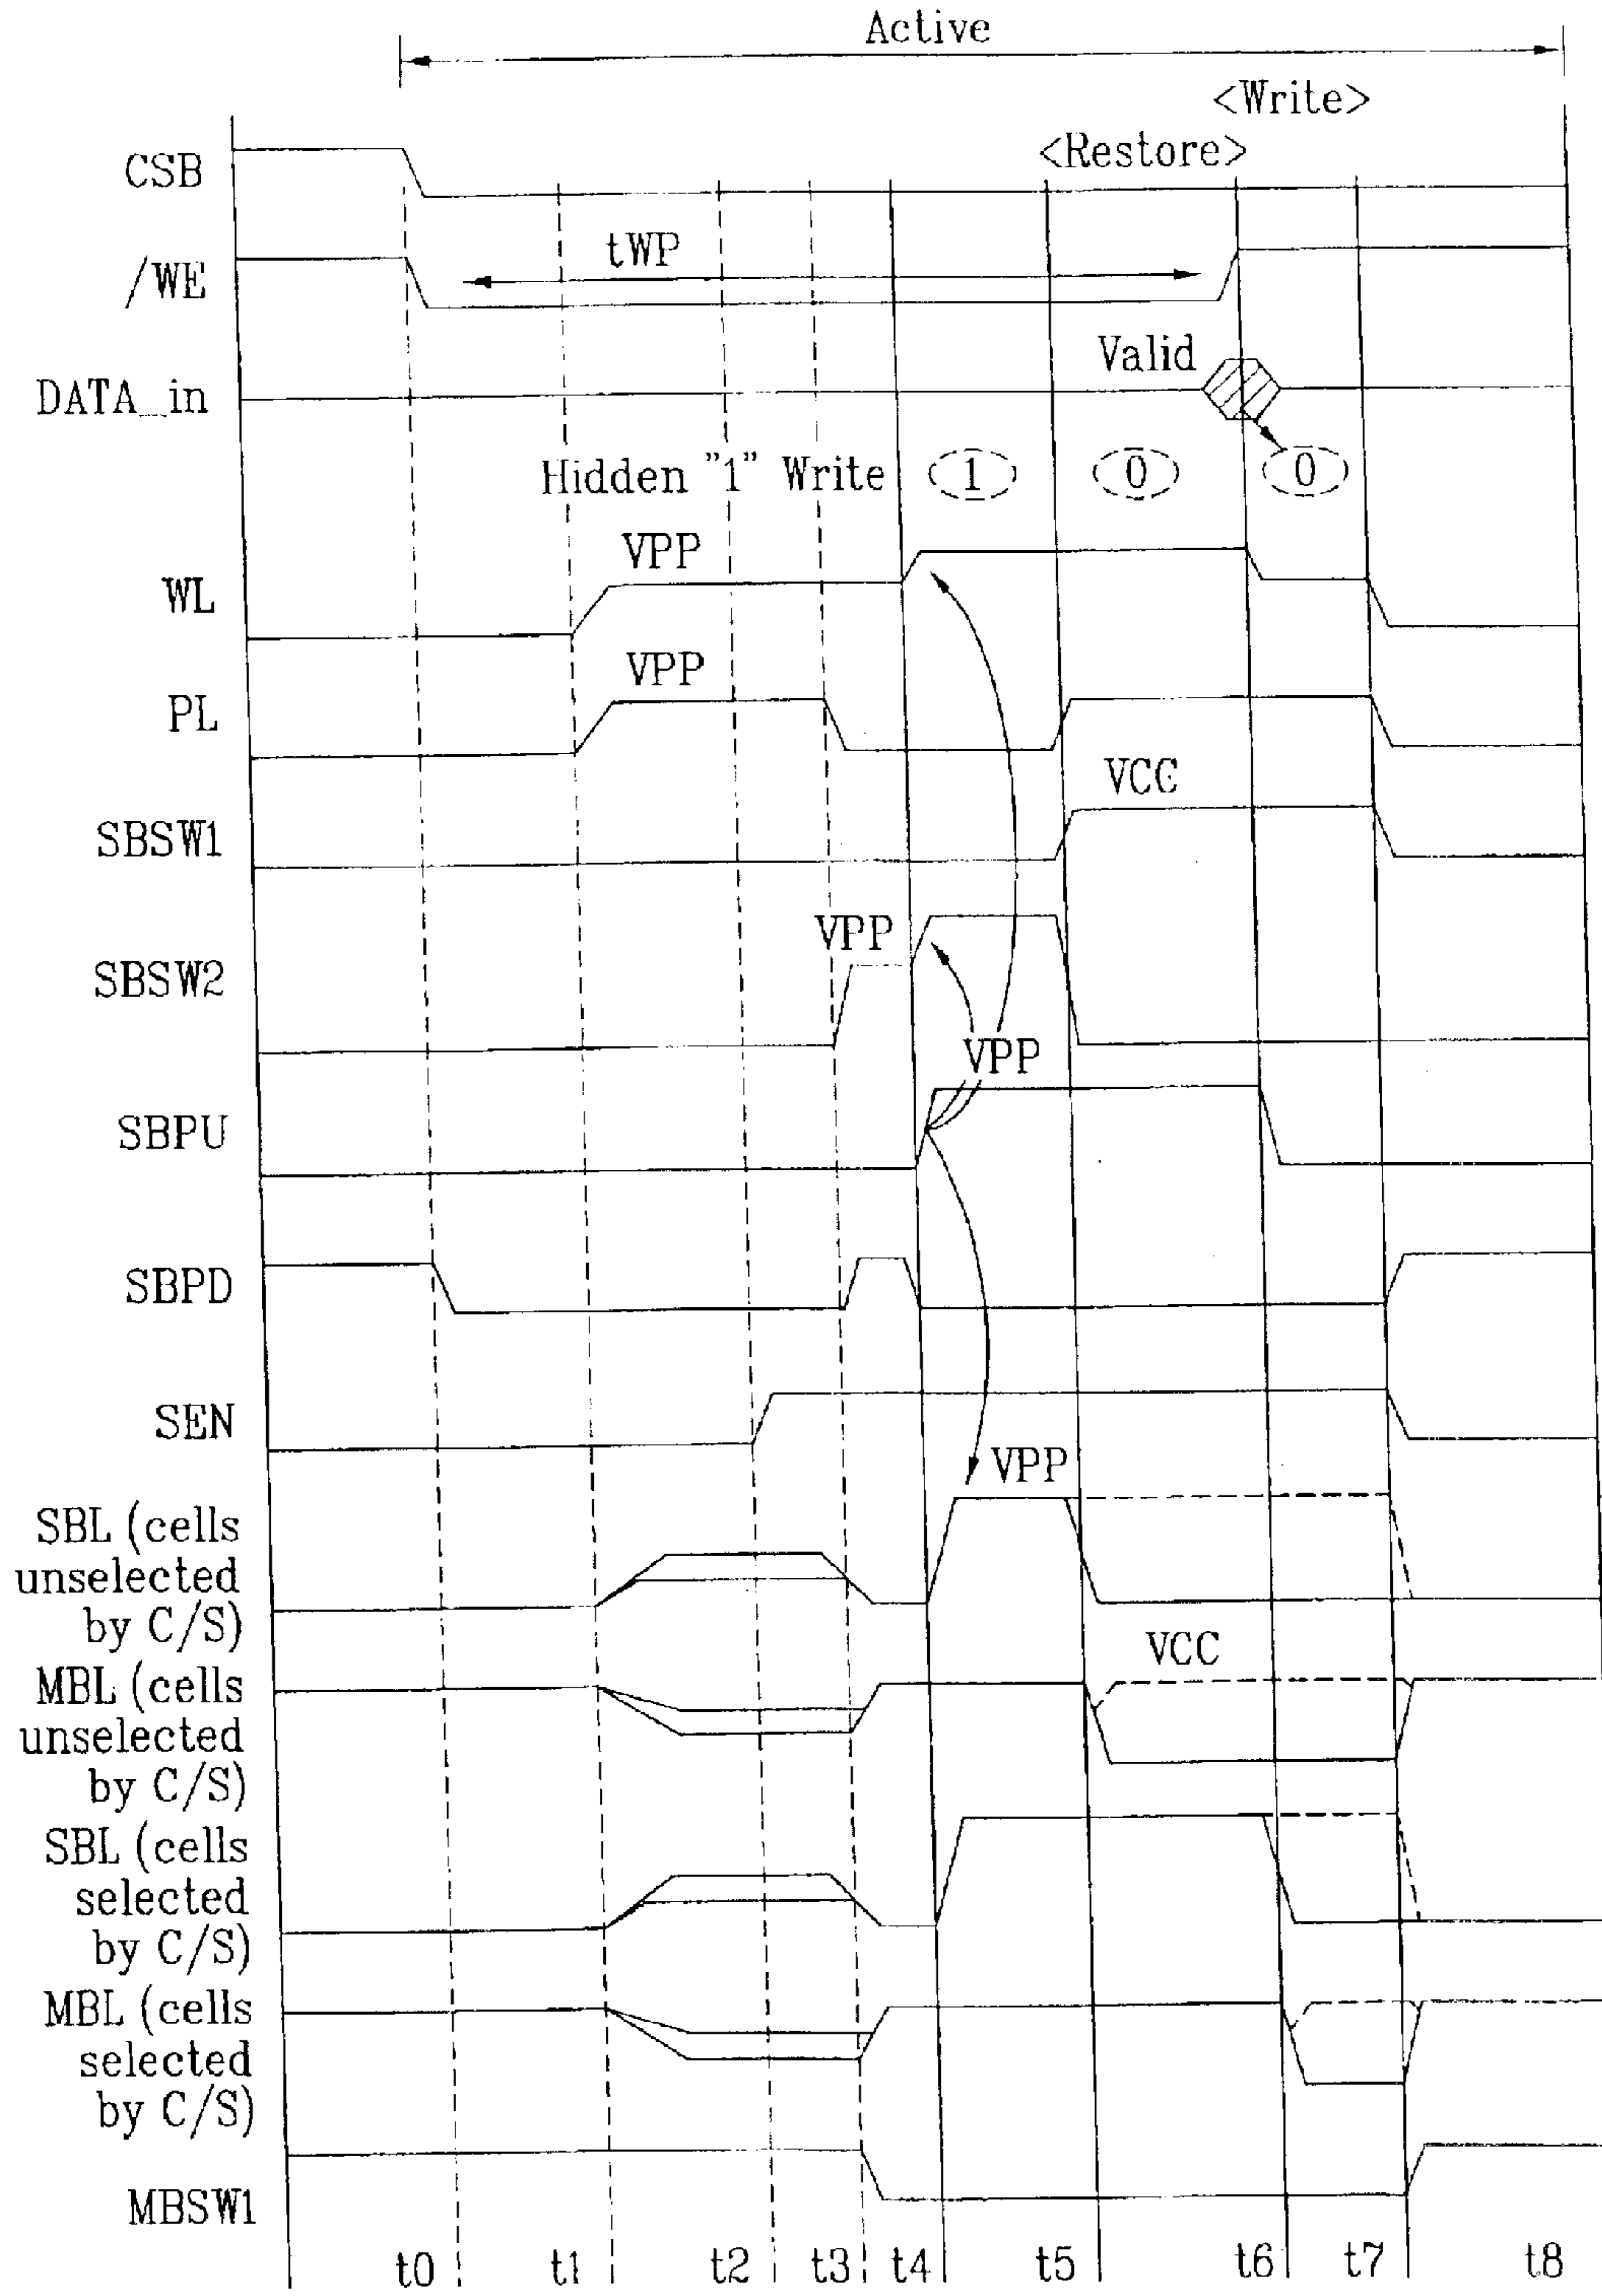 Active
<Write>
<Restore>
CSB
tWP
/WE
Valid
DATA_in
Hidden "1" Write 1 0 0
VPP
WL
VPP
PL
VCC
SBSW1
VPP
SBSW2
VPP
SBPU
SBPD
SEN
VPP
SBL (cells
unselected
by C/S)
VCC
MBL (cells
unselected
by C/S)
SBL (cells
selected
by C/S)
MBL (cells
selected
by C/S)
MBSW1
t0 t1 t2 t3 t4 t5 t6 t7 t8